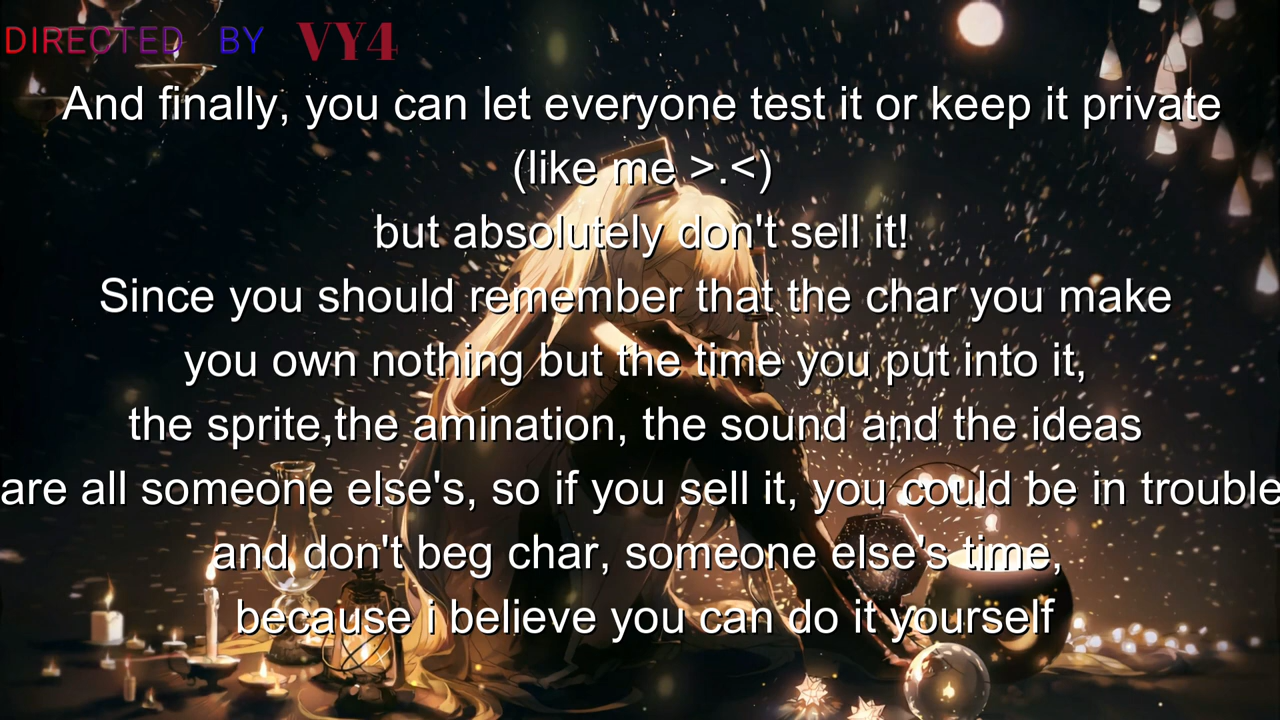 DIRECTED BY VY4
And finally, you can let everyone test it or keep it private
(like me >.<)
but absolutely don't sell it!
Since you should remember that the char you make
you own nothing but the time you put into it,
the sprite,the amination, the sound and the ideas
are all someone else's, so if you sell it, you could be in trouble
and don't beg char, someone else's time,
because i believe you can do it yourself